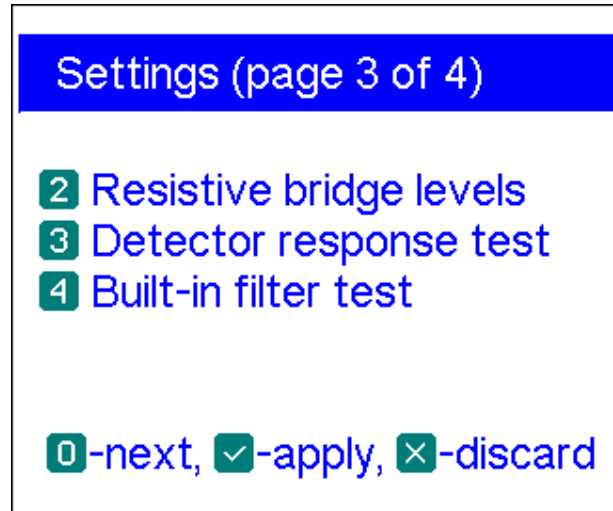 Settings (page 3 of 4)
2 Resistive bridge levels
3 Detector response test
4 Built-in filter test
0-next, ✓-apply, ✕-discard